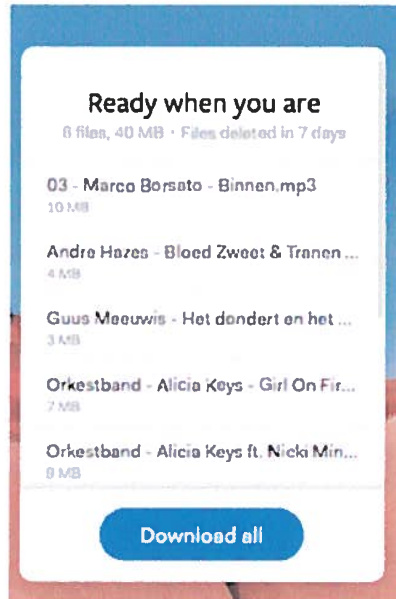 Ready when you are
6 files, 40 MB · Files deleted in 7 days
03 - Marco Borsato - Binnen.mp3
10 MB
Andre Hazes - Bloed Zweet & Tranen ...
4 MB
Guus Meeuwis - Het dondert en het ...
3 MB
Orkestband - Alicia Keys - Girl On Fir...
7 MB
Orkestband - Alicia Keys ft. Nicki Min...
8 MB
Download all